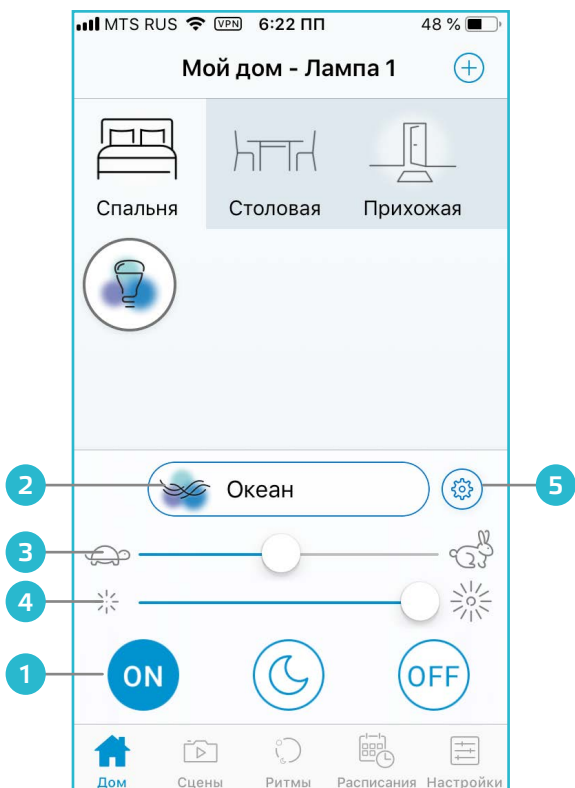 MTS RUS VPN 6:22 ПП 48 %
Мой дом - Лампа 1
Спальня Столовая Прихожая
2 Океан 5
3
4
1 ON OFF
Дом Сцены Ритмы Расписания Настройки